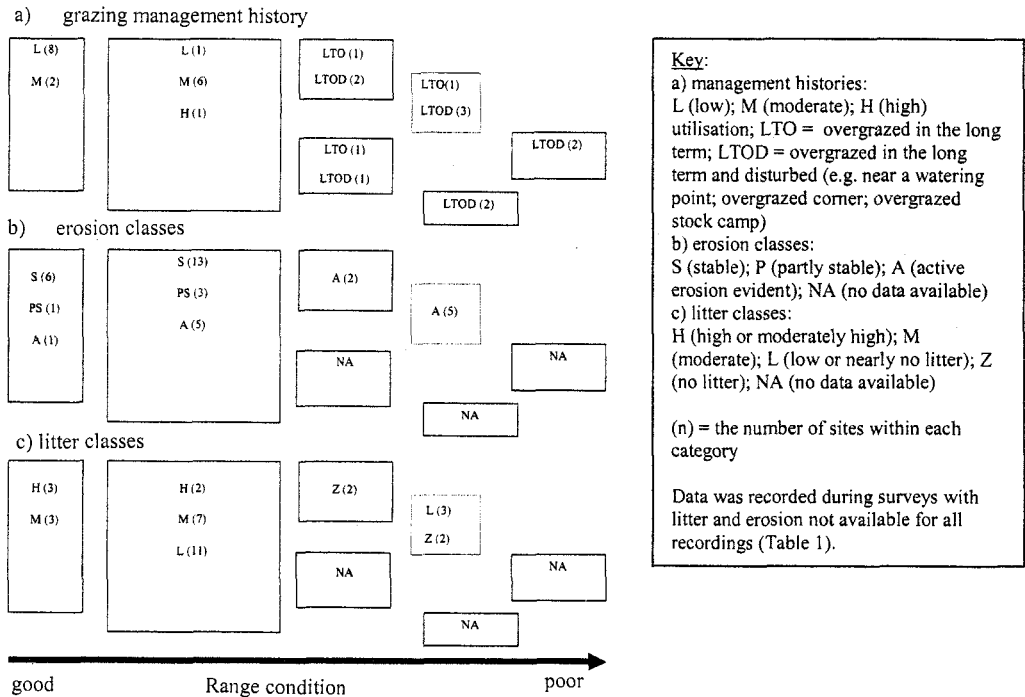 a) grazing management history
L (8)
M (2)
L (1)
M (6)
H (1)
LTO (1)
LTOD (2)
LTO (1)
LTOD (1)
LTO(1)
LTOD (3)
LTOD (2)
LTOD (2)
b) erosion classes
S (6)
PS (1)
A (1)
S (13)
PS (3)
A (5)
A (2)
NA
A (5)
NA
NA
c) litter classes
H (3)
M (3)
H (2)
M (7)
L (11)
Z (2)
NA
L (3)
Z (2)
NA
NA
good Range condition poor
Key:
a) management histories:
L (low); M (moderate); H (high)
utilisation; LTO = overgrazed in the long
term; LTOD = overgrazed in the long
term and disturbed (e.g. near a watering
point; overgrazed corner; overgrazed
stock camp)
b) erosion classes:
S (stable); P (partly stable); A (active
erosion evident); NA (no data available)
c) litter classes:
H (high or moderately high); M
(moderate); L (low or nearly no litter); Z
(no litter); NA (no data available)
(n) = the number of sites within each
category
Data was recorded during surveys with
litter and erosion not available for all
recordings (Table 1).